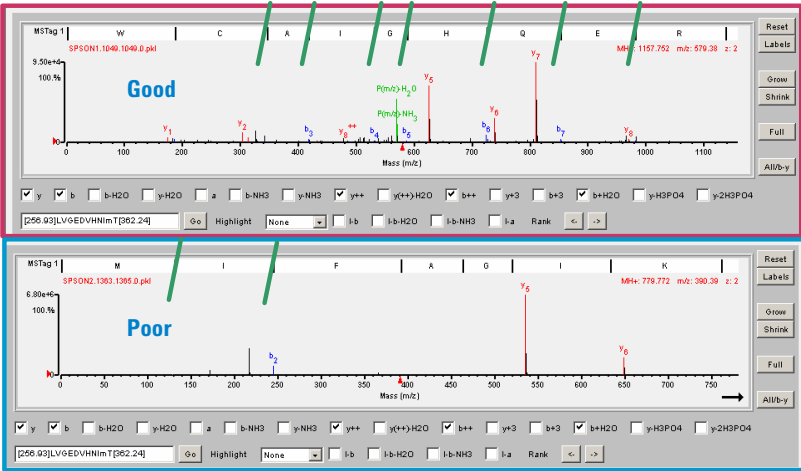 MSTag 1 W C A I G H Q E R
Reset
SPSON1.1049.1049.0.pkl MH+: 1157.752 m/z: 579.38 z: 2
Labels
9.50e+4
100.%
Good
P(m/z)-H2O
P(m/z)-NH3
y1 y2 b3 y8++ b4 b5 y5 b6 y6 y7 b7 y8
Grow
Shrink
Full
0 100 200 300 400 500 600 700 800 900 1000 1100
Mass (m/z)
All/b-y
y b b-H2O y-H2O a b-NH3 y-NH3 y++ y(++)-H2O b++ y+3 b+3 b+H2O y-H3PO4 y-2H3PO4
[256.93]LVGEDVHNImT[362.24] Go Highlight None I-b I-b-H2O I-b-NH3 I-a Rank <- ->
MSTag 1 M I F A G I K
Reset
SPSON2.1363.1365.0.pkl MH+: 779.772 m/z: 390.39 z: 2
Labels
6.80e+6
100.%
Poor
b2 y5 y6
Grow
Shrink
Full
0 50 100 150 200 250 300 350 400 450 500 550 600 650 700 750
Mass (m/z)
All/b-y
y b b-H2O y-H2O a b-NH3 y-NH3 y++ y(++)-H2O b++ y+3 b+3 b+H2O y-H3PO4 y-2H3PO4
[256.93]LVGEDVHNImT[362.24] Go Highlight None I-b I-b-H2O I-b-NH3 I-a Rank <- ->